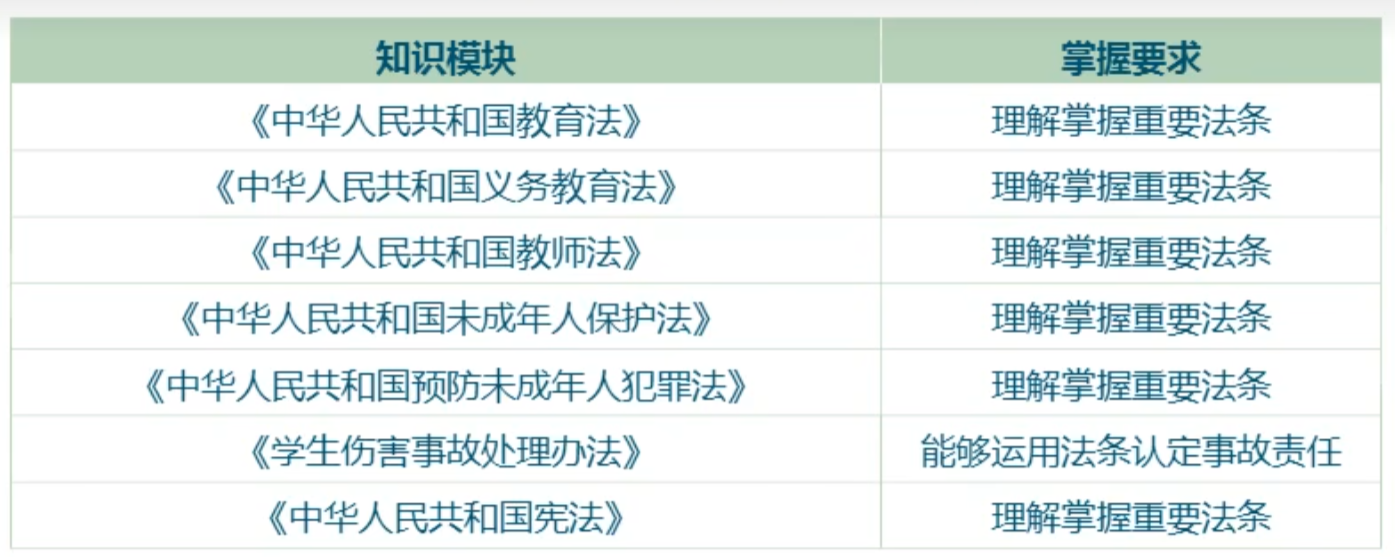 知识模块 掌握要求
《中华人民共和国教育法》 理解掌握重要法条
《中华人民共和国义务教育法》 理解掌握重要法条
《中华人民共和国教师法》 理解掌握重要法条
《中华人民共和国未成年人保护法》 理解掌握重要法条
《中华人民共和国预防未成年人犯罪法》 理解掌握重要法条
《学生伤害事故处理办法》 能够运用法条认定事故责任
《中华人民共和国宪法》 理解掌握重要法条